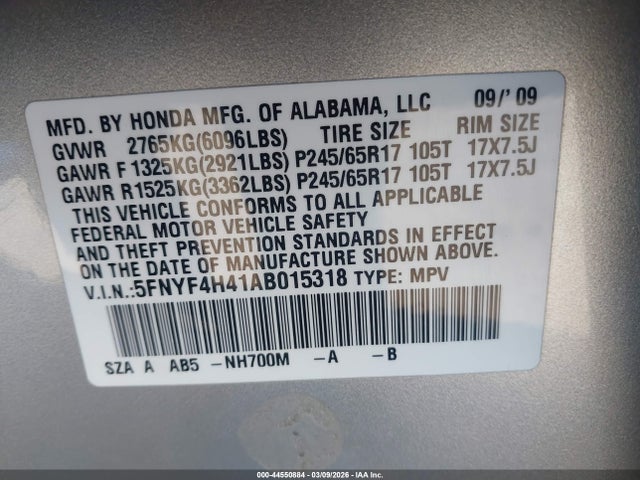 MFD. BY HONDA MFG. OF ALABAMA, LLC 09/'09
GVWR 2765KG(6096LBS) TIRE SIZE RIM SIZE
GAWR F 1325KG(2921LBS) P245/65R17 105T 17X7.5J
GAWR R 1525KG(3362LBS) P245/65R17 105T 17X7.5J
THIS VEHICLE CONFORMS TO ALL APPLICABLE
FEDERAL MOTOR VEHICLE SAFETY
AND THEFT PREVENTION STANDARDS IN EFFECT
ON THE DATE OF MANUFACTURE SHOWN ABOVE.
V.I.N.:5FNYF4H41AB015318 TYPE: MPV
SZA A AB5 -NH700M -A -B
000-44550884 - 03/09/2026 - IAA Inc.